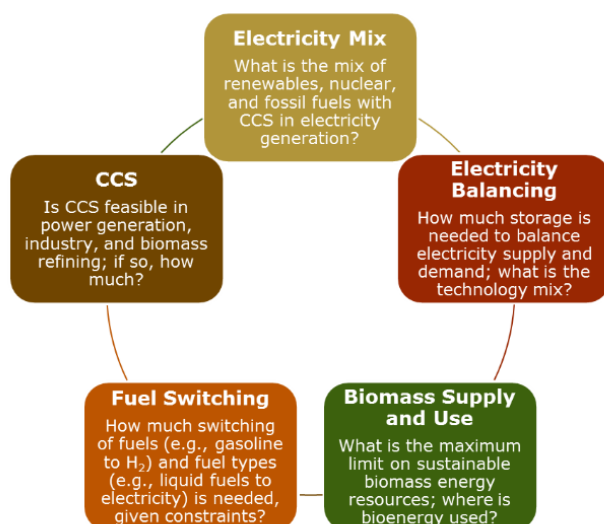 Electricity Mix
What is the mix of
renewables, nuclear,
and fossil fuels with
CCS in electricity
generation?
Electricity
Balancing
How much storage is
needed to balance
electricity supply and
demand; what is the
technology mix?
Biomass Supply
and Use
What is the maximum
limit on sustainable
biomass energy
resources; where is
bioenergy used?
Fuel Switching
How much switching
of fuels (e.g., gasoline
to H₂) and fuel types
(e.g., liquid fuels to
electricity) is needed,
given constraints?
CCS
Is CCS feasible in
power generation,
industry, and biomass
refining; if so, how
much?